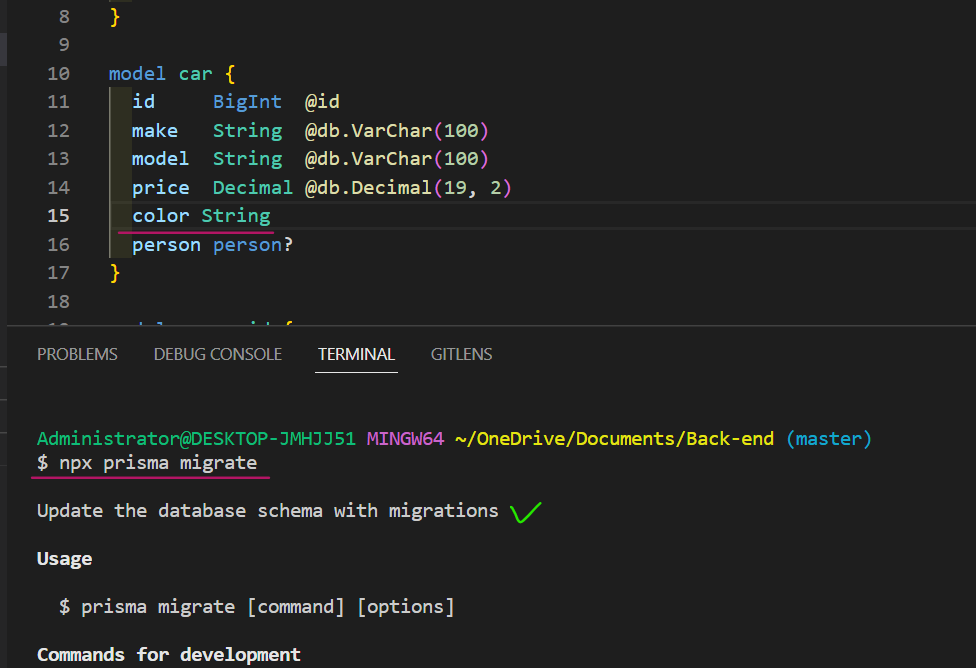 8 }
9
10 model car {
11 id BigInt @id
12 make String @db.VarChar(100)
13 model String @db.VarChar(100)
14 price Decimal @db.Decimal(19, 2)
15 color String
16 person person?
17 }
18
PROBLEMS DEBUG CONSOLE TERMINAL GITLENS
Administrator@DESKTOP-JMHJJ51 MINGW64 ~/OneDrive/Documents/Back-end (master)
$ npx prisma migrate
Update the database schema with migrations
Usage
$ prisma migrate [command] [options]
Commands for development